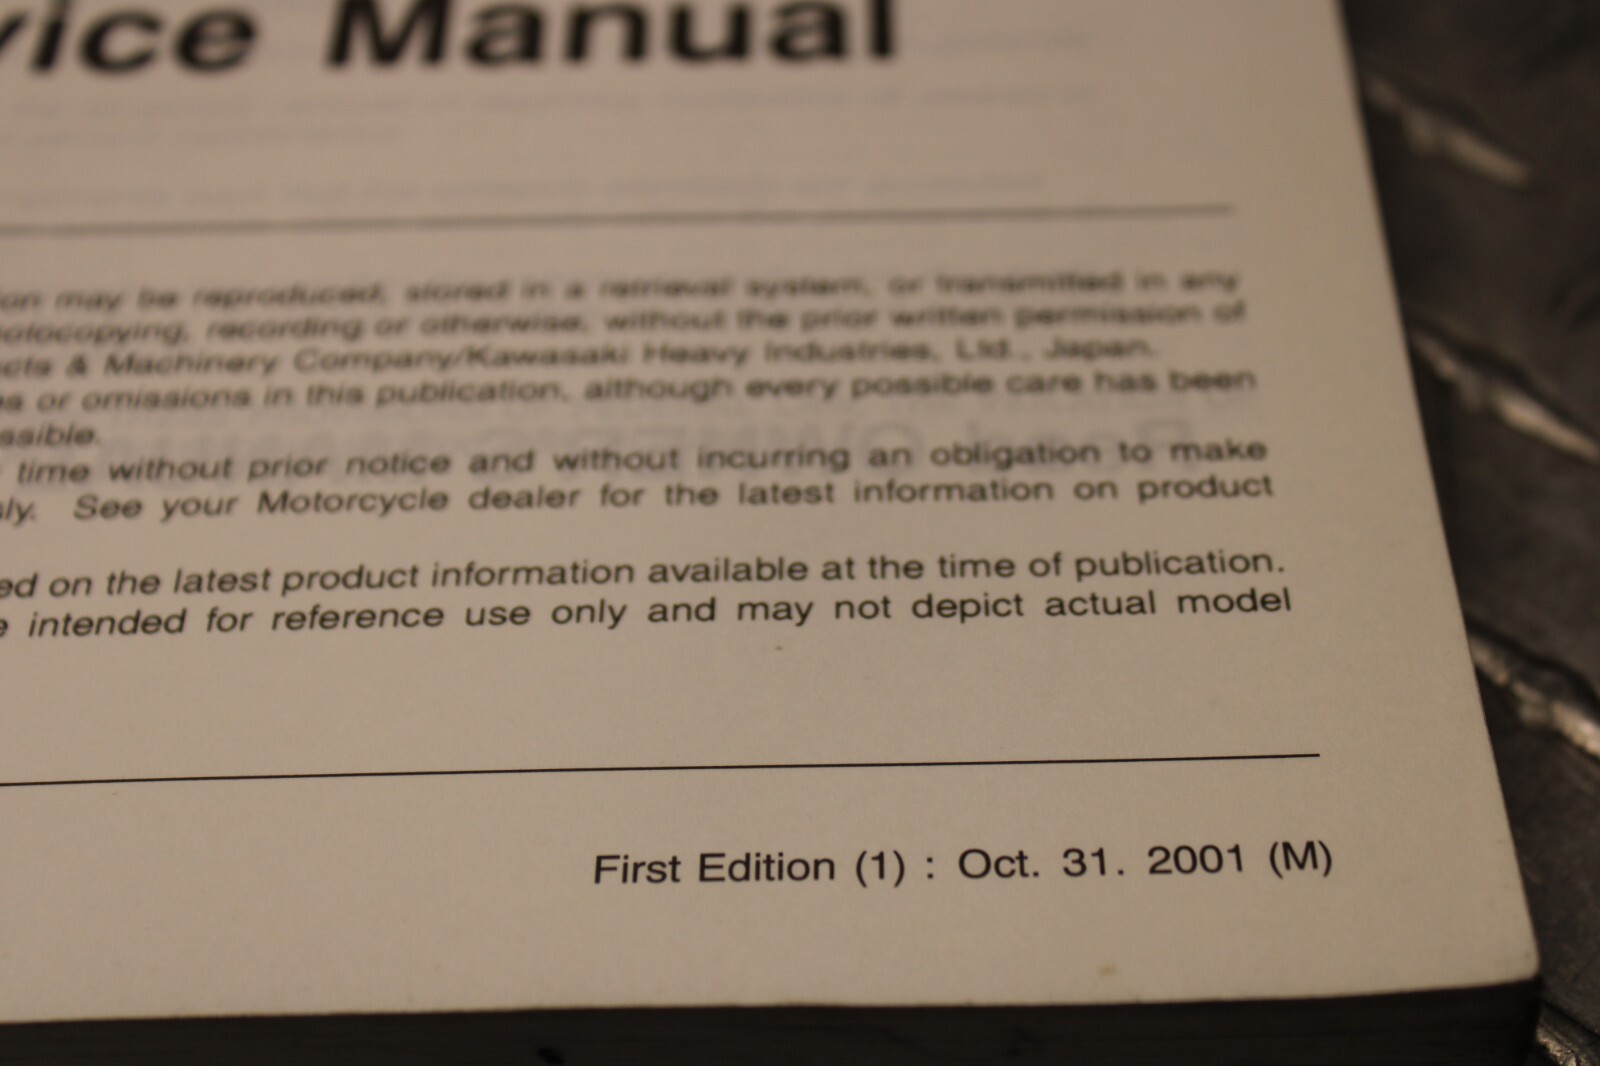 vice Manual
ion may be reproduced, stored in a retrieval system, or transmitted in any
otocopying, recording or otherwise, without the prior written permission of
cts & Machinery Company/Kawasaki Heavy Industries, Ltd., Japan.
s or omissions in this publication, although every possible care has been
ssible.
time without prior notice and without incurring an obligation to make
sly. See your Motorcycle dealer for the latest information on product
ed on the latest product information available at the time of publication.
e intended for reference use only and may not depict actual model
First Edition (1) : Oct. 31. 2001 (M)